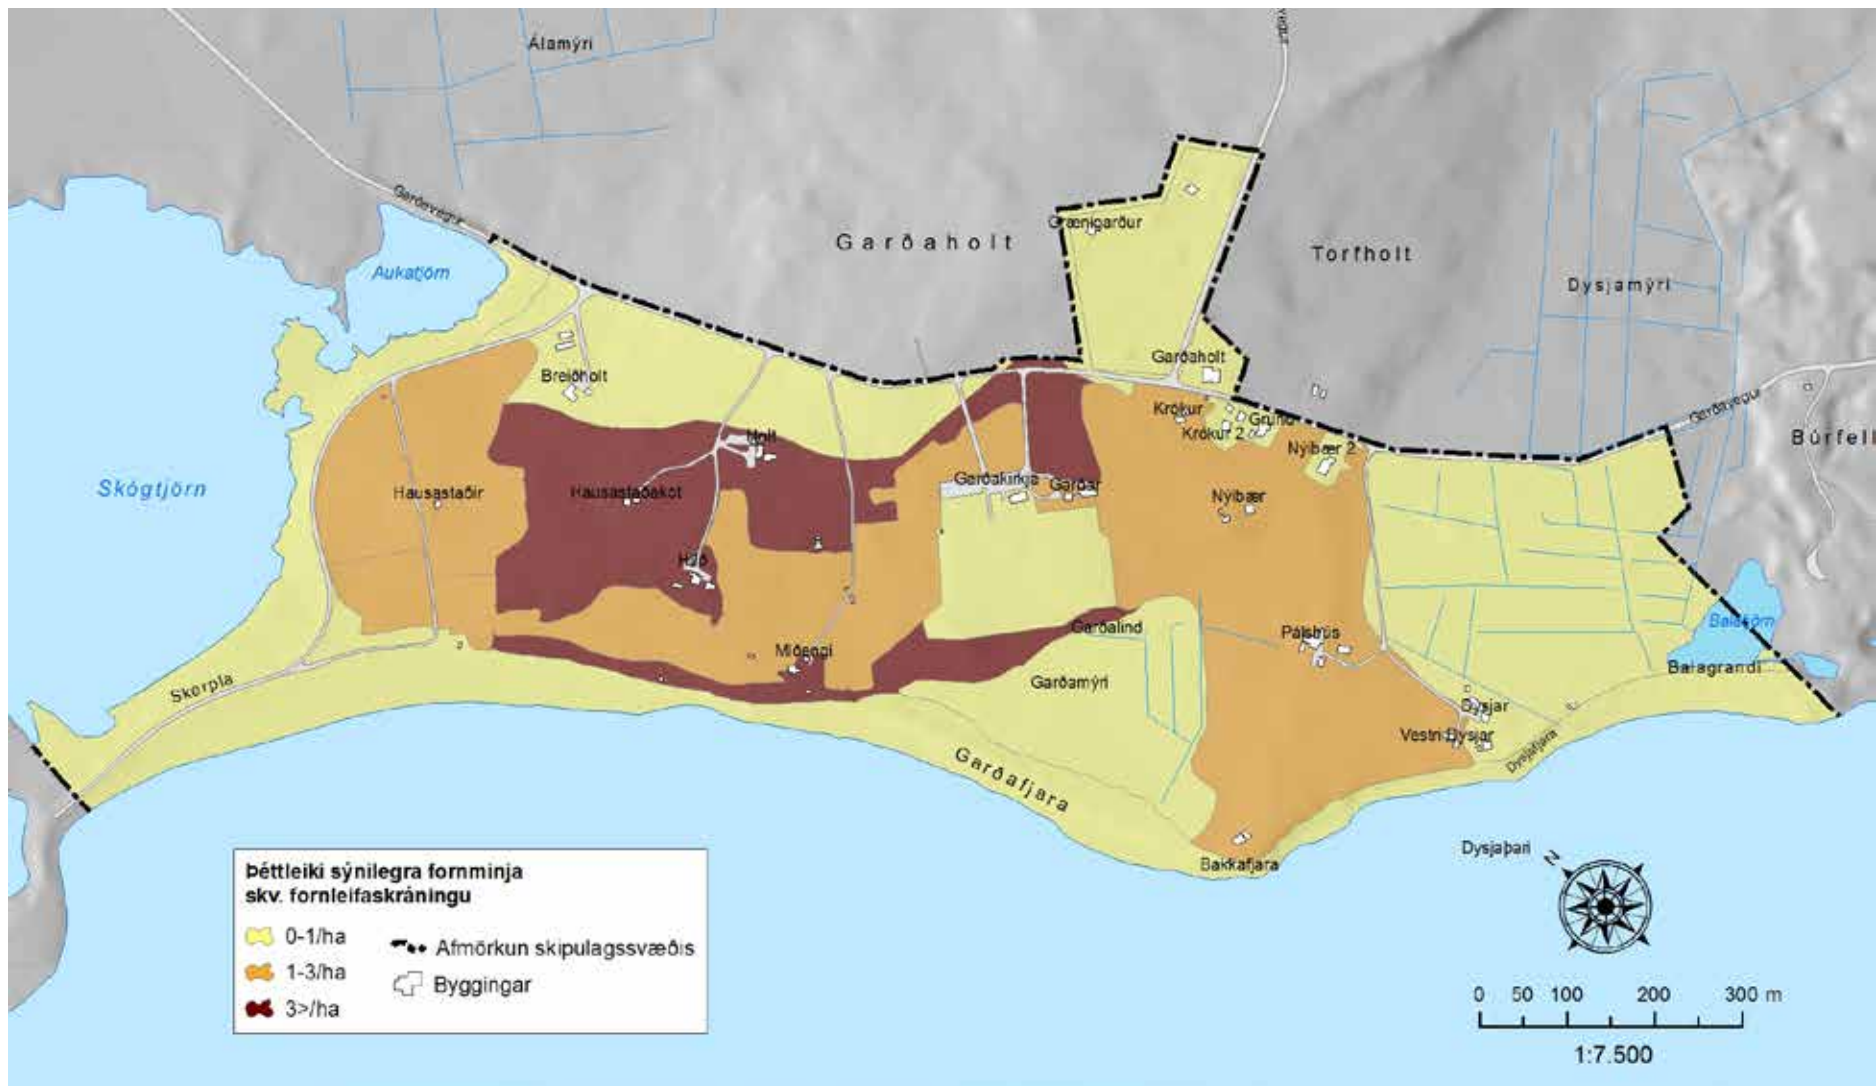 Álamýri
Garðavegur
Aukatjörn
Garðaholt
Grænigarður
Torfholt
Dysjamýri
Garðaholt
Breiðholt
Krókur
Grund
Krókur 2
Nýibær 2
Garðavegur
Búrfell
Holt
Skógtjörn
Hausastaðir
Hausastaðakot
Garðakirkja
Garðar
Nýibær
Hlið
Miðengi
Garðalind
Pálshús
Balatjörn
Balagrandi
Skerpla
Garðamýri
Dysjar
Vestri Dysjar
Dysjafjara
Garðafjara
Bakkafjara
Dysjaþari
N
Þéttleiki sýnilegra fornminja
skv. fornleifaskráningu
0-1/ha
1-3/ha
3>/ha
Afmörkun skipulagssvæðis
Byggingar
0 50 100 200 300 m
1:7.500